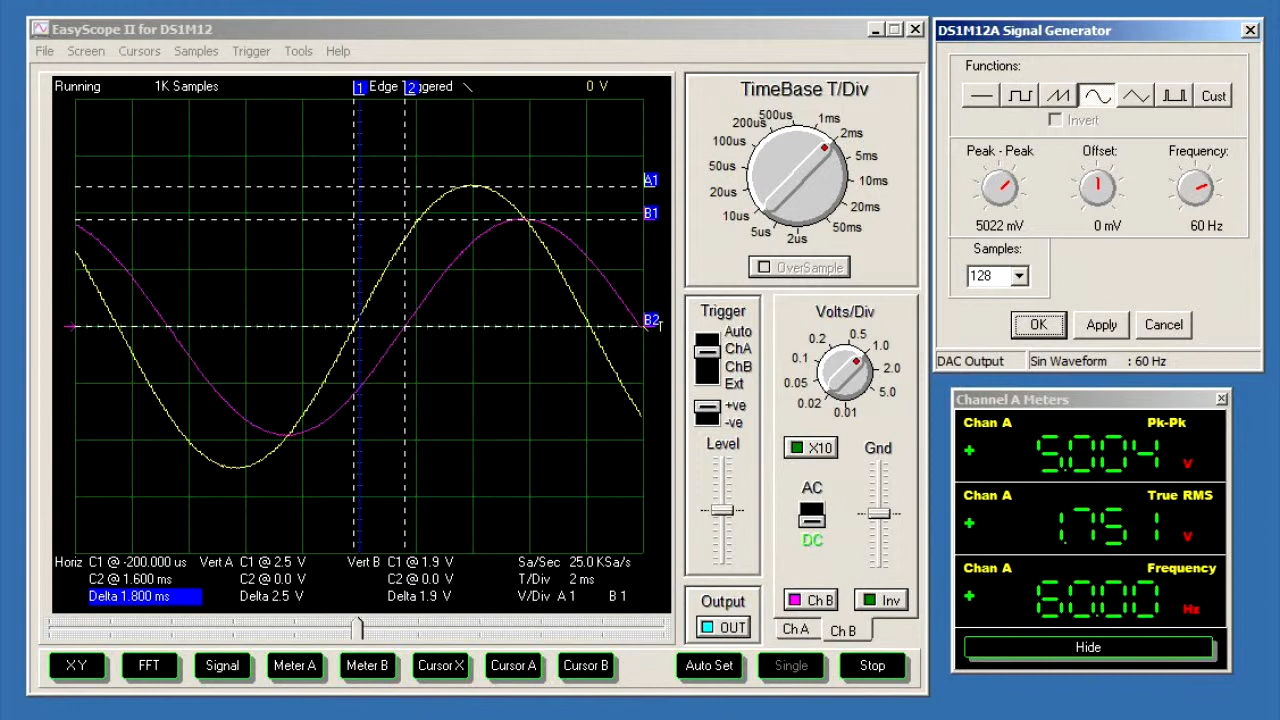 EasyScope II for DS1M12
File Screen Cursors Samples Trigger Tools Help
Running 1K Samples 1 Edge 2 ggered 0 V
A1
B1
B2
T
Horiz C1 @ -200.000 us Vert A C1 @ 2.5 V Vert B C1 @ 1.9 V Sa/Sec 25.0 KSa/s
C2 @ 1.600 ms C2 @ 0.0 V C2 @ 0.0 V T/Div 2 ms
Delta 1.800 ms Delta 2.5 V Delta 1.9 V V/Div A 1 B 1
TimeBase T/Div
5us
10us
20us
50us
100us
200us
500us
1ms
2ms
5ms
10ms
20ms
50ms
2us
OverSample
Trigger
Auto
ChA
ChB
Ext
+ve
-ve
Level
Output
OUT
Volts/Div
0.01
0.02
0.05
0.1
0.2
0.5
1.0
2.0
5.0
X10
Gnd
AC
DC
Ch B Inv
Ch A Ch B
XY FFT Signal Meter A Meter B Cursor X Cursor A Cursor B Auto Set Single Stop
DS1M12A Signal Generator
Functions:
Cust
Invert
Peak - Peak Offset: Frequency:
5022 mV 0 mV 60 Hz
Samples:
128
OK Apply Cancel
DAC Output Sin Waveform : 60 Hz
Channel A Meters
Chan A Pk-Pk
+ 5.004 V
Chan A True RMS
+ 1.751 V
Chan A Frequency
+ 60.00 Hz
Hide